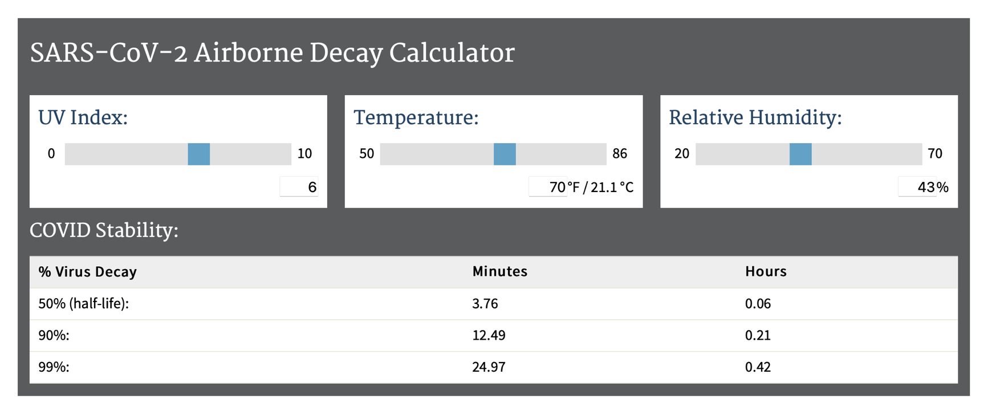 SARS-CoV-2 Airborne Decay Calculator
UV Index:
0 10
6
Temperature:
50 86
70°F / 21.1°C
Relative Humidity:
20 70
43%
COVID Stability:
% Virus Decay Minutes Hours
50% (half-life): 3.76 0.06
90%: 12.49 0.21
99%: 24.97 0.42